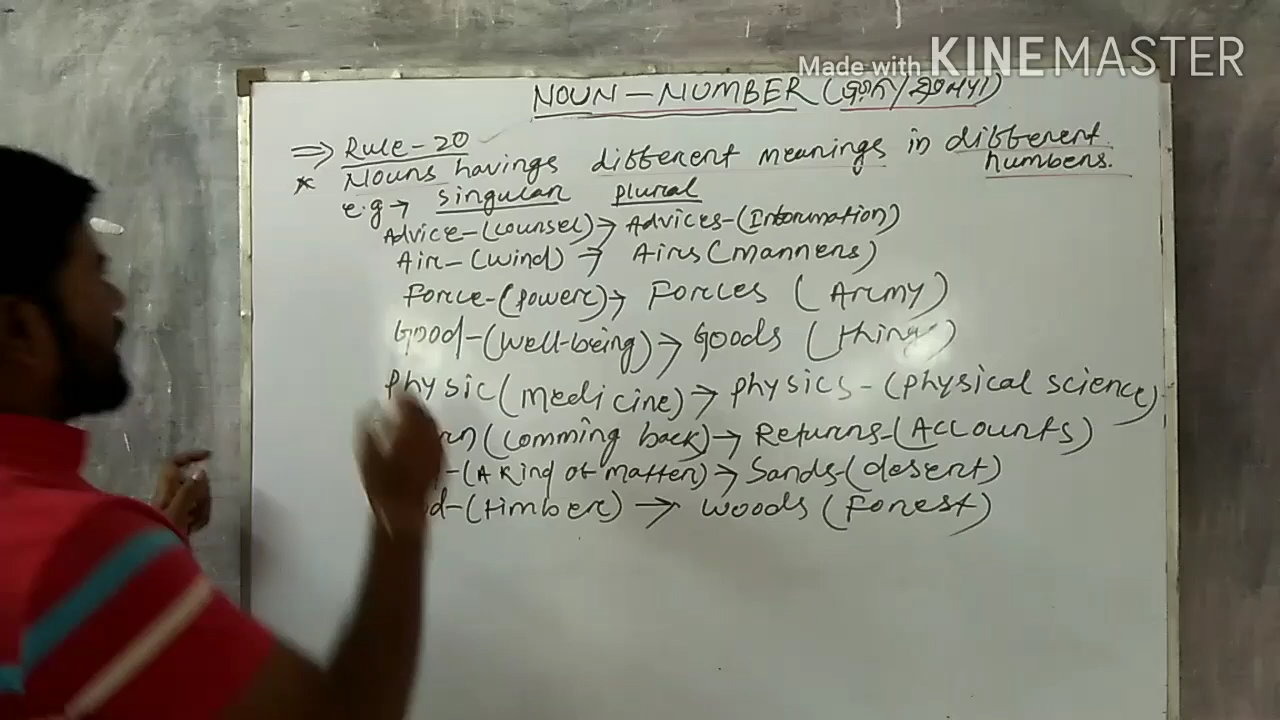 Made with KINEMASTER
NOUN - NUMBER
⇒ Rule-20
* Nouns havings different meanings in different
numbers.
e.g → singular plural
Advice-(counsel) → Advices-(Information)
Air-(wind) → Airs (manners)
Force-(power) → Forces (Army)
Good-(well-being) → Goods (thing
physic (medicine) → physics - (physical science)
(comming back) → Returns-(Accounts)
-(A kind of matter) → Sands (desert)
-(timber) → woods (Forest)